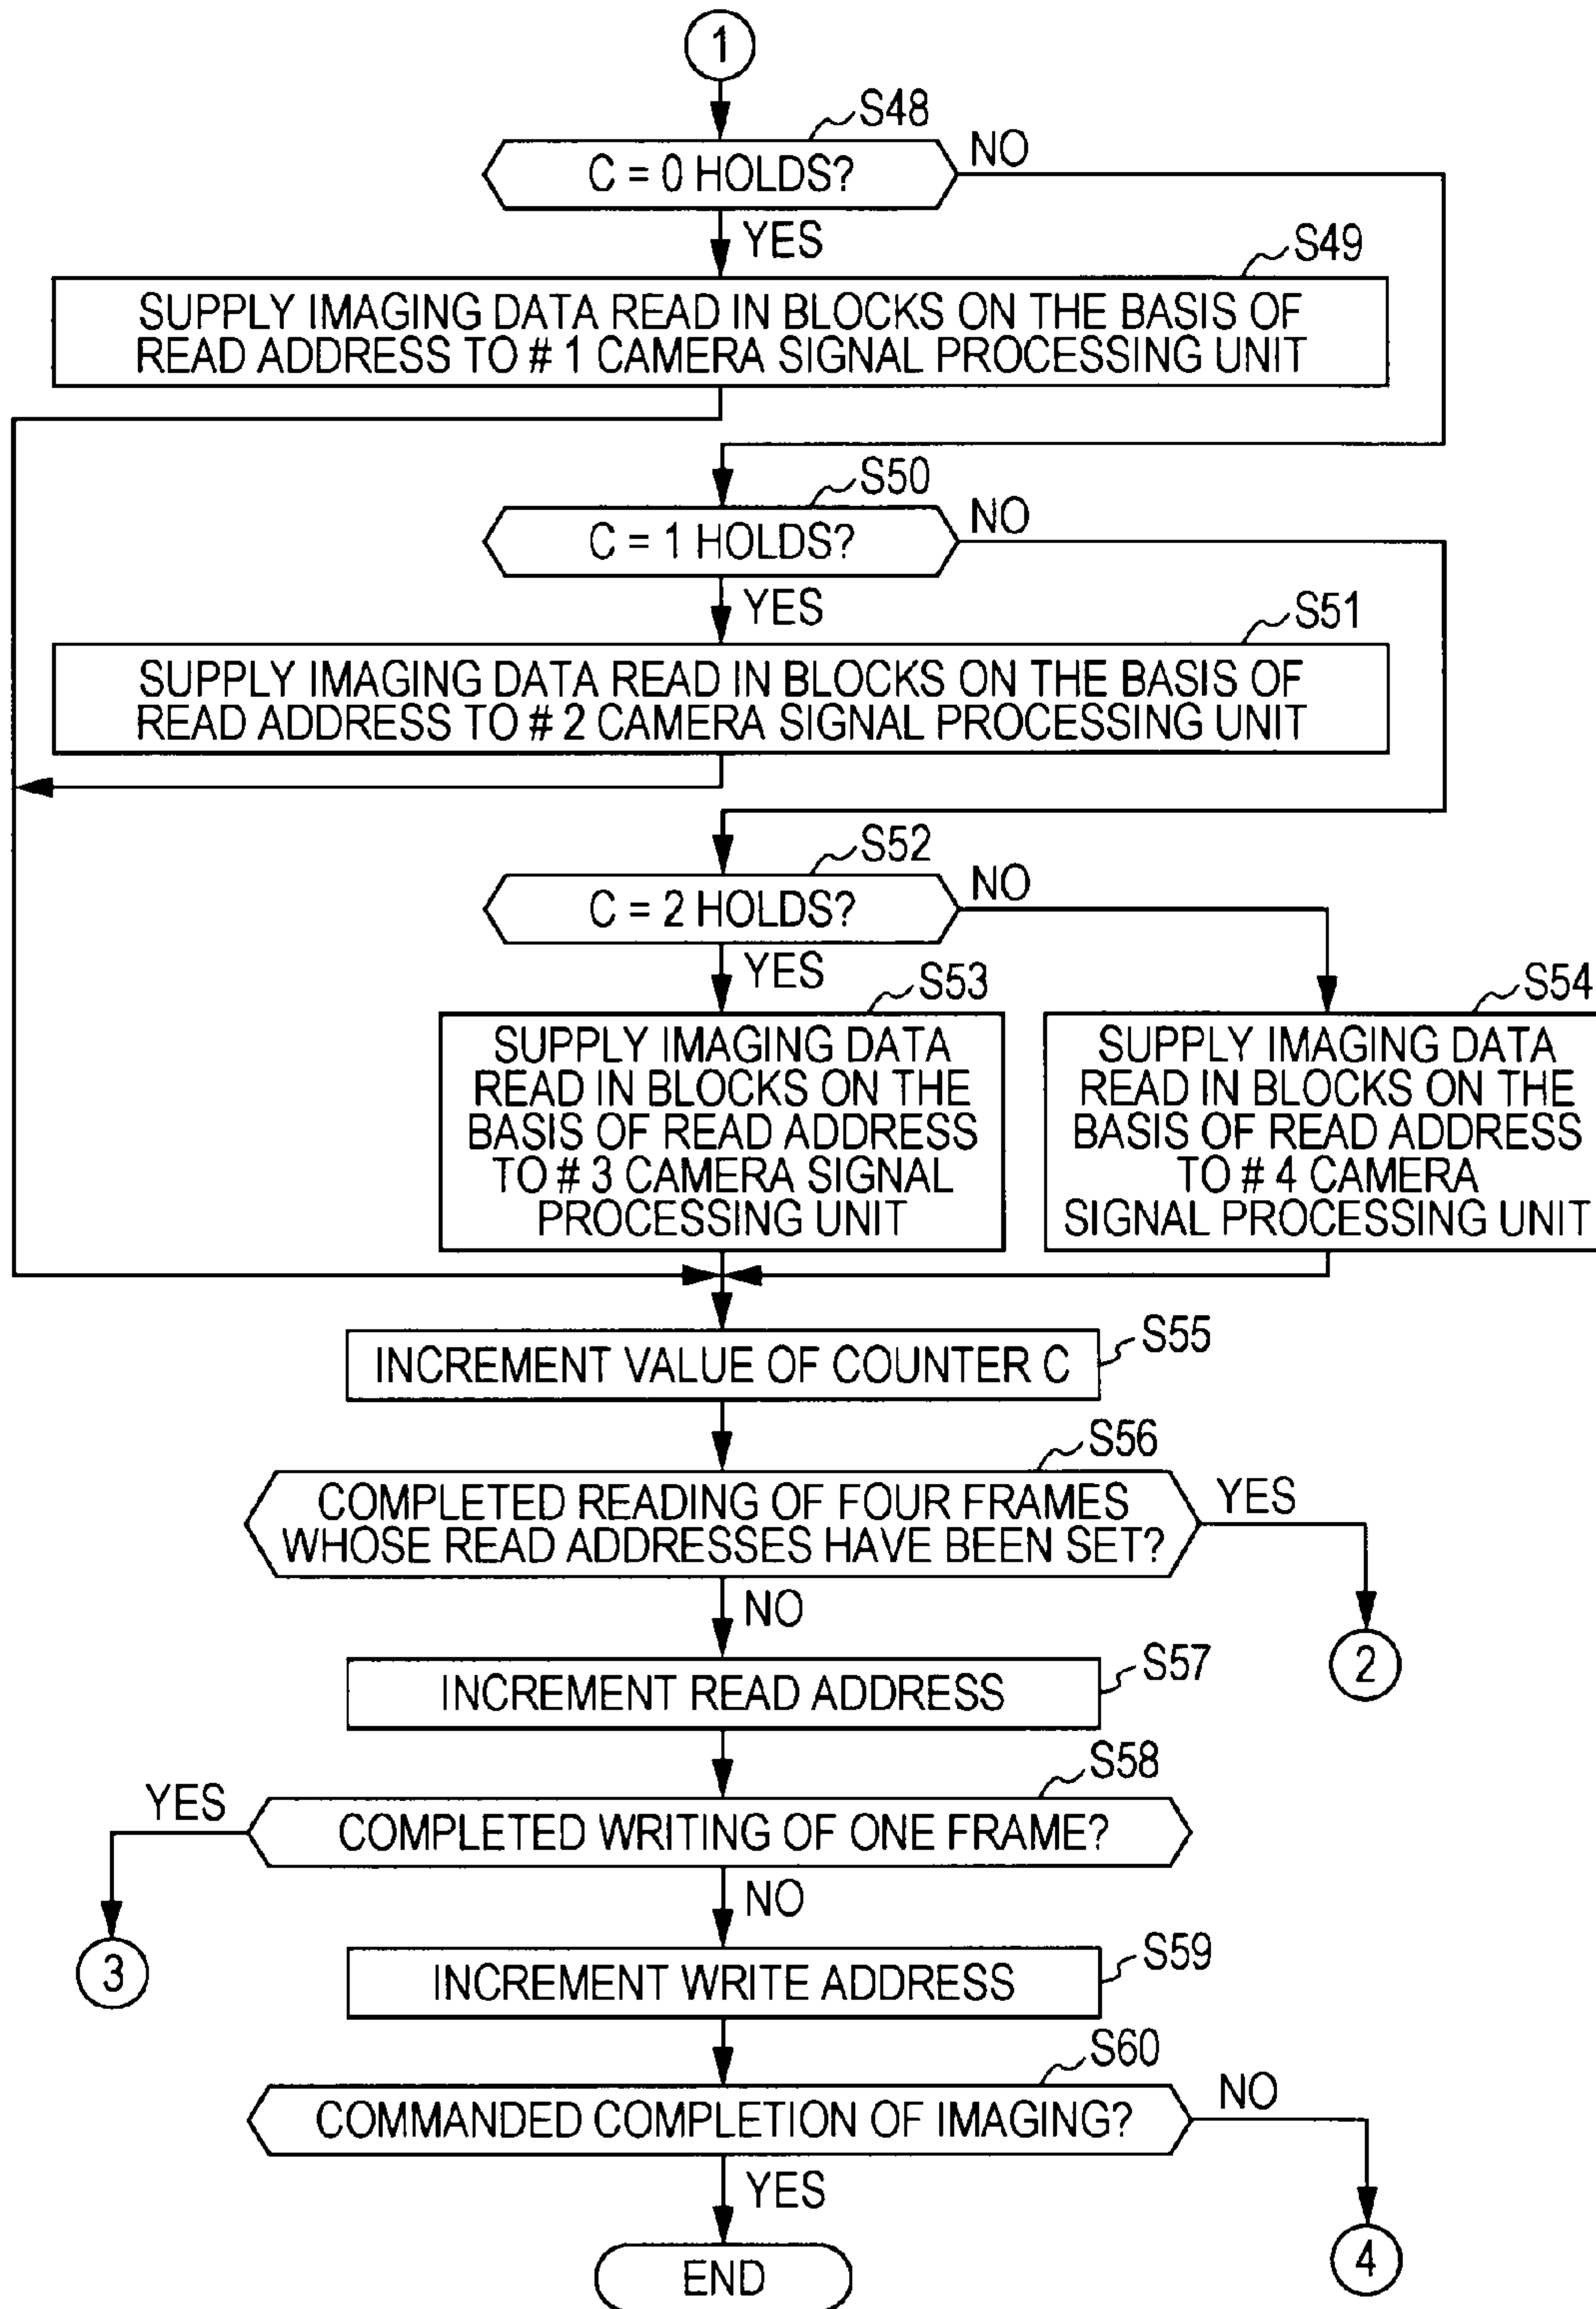 1
S48
C = 0 HOLDS?
NO
YES
S49
SUPPLY IMAGING DATA READ IN BLOCKS ON THE BASIS OF
READ ADDRESS TO # 1 CAMERA SIGNAL PROCESSING UNIT
S50
C = 1 HOLDS?
NO
YES
S51
SUPPLY IMAGING DATA READ IN BLOCKS ON THE BASIS OF
READ ADDRESS TO # 2 CAMERA SIGNAL PROCESSING UNIT
S52
C = 2 HOLDS?
NO
YES
S53
SUPPLY IMAGING DATA
READ IN BLOCKS ON THE
BASIS OF READ ADDRESS
TO # 3 CAMERA SIGNAL
PROCESSING UNIT
S54
SUPPLY IMAGING DATA
READ IN BLOCKS ON THE
BASIS OF READ ADDRESS
TO # 4 CAMERA
SIGNAL PROCESSING UNIT
S55
INCREMENT VALUE OF COUNTER C
S56
COMPLETED READING OF FOUR FRAMES
WHOSE READ ADDRESSES HAVE BEEN SET?
YES
NO
2
S57
INCREMENT READ ADDRESS
S58
YES
COMPLETED WRITING OF ONE FRAME?
NO
3
S59
INCREMENT WRITE ADDRESS
S60
COMMANDED COMPLETION OF IMAGING?
NO
YES
4
END